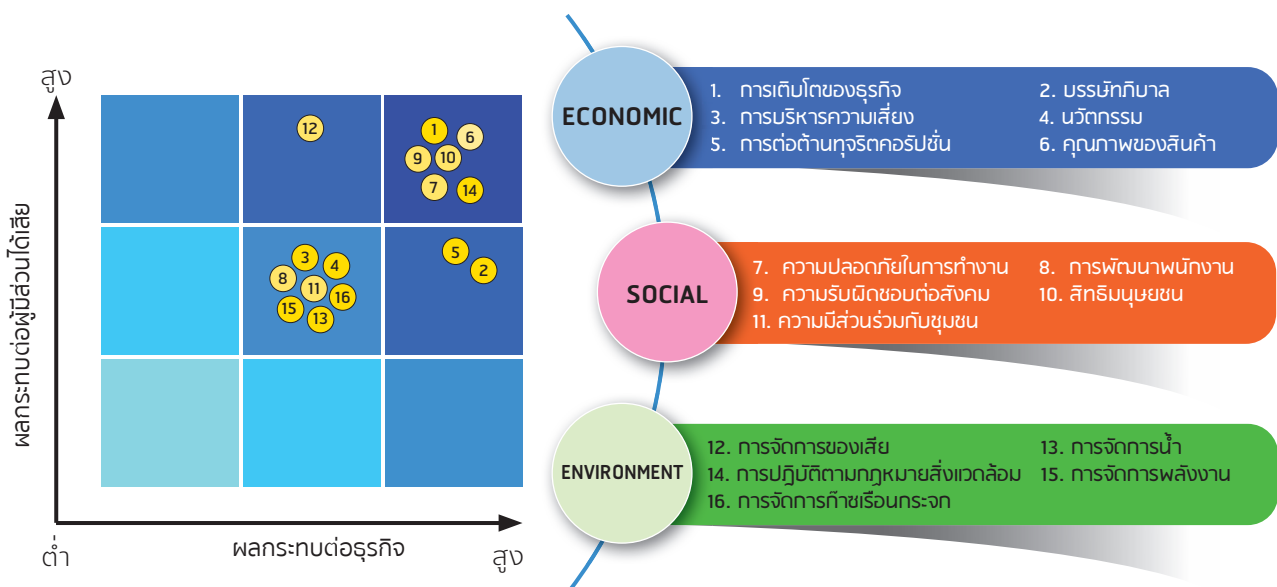 สูง
ผลกระทบต่อผู้มีส่วนได้เสีย
12
1
6
9
10
7
14
3
4
8
11
16
15
13
5
2
ต่ำ
ผลกระทบต่อธุรกิจ
สูง
ECONOMIC
1. การเติบโตของธุรกิจ 2. บรรษัทภิบาล
3. การบริหารความเสี่ยง 4. นวัตกรรม
5. การต่อต้านทุจริตคอรัปชั่น 6. คุณภาพของสินค้า
SOCIAL
7. ความปลอดภัยในการทำงาน 8. การพัฒนาพนักงาน
9. ความรับผิดชอบต่อสังคม 10. สิทธิมนุษยชน
11. ความมีส่วนร่วมกับชุมชน
ENVIRONMENT
12. การจัดการของเสีย 13. การจัดการน้ำ
14. การปฏิบัติตามกฎหมายสิ่งแวดล้อม 15. การจัดการพลังงาน
16. การจัดการก๊าซเรือนกระจก